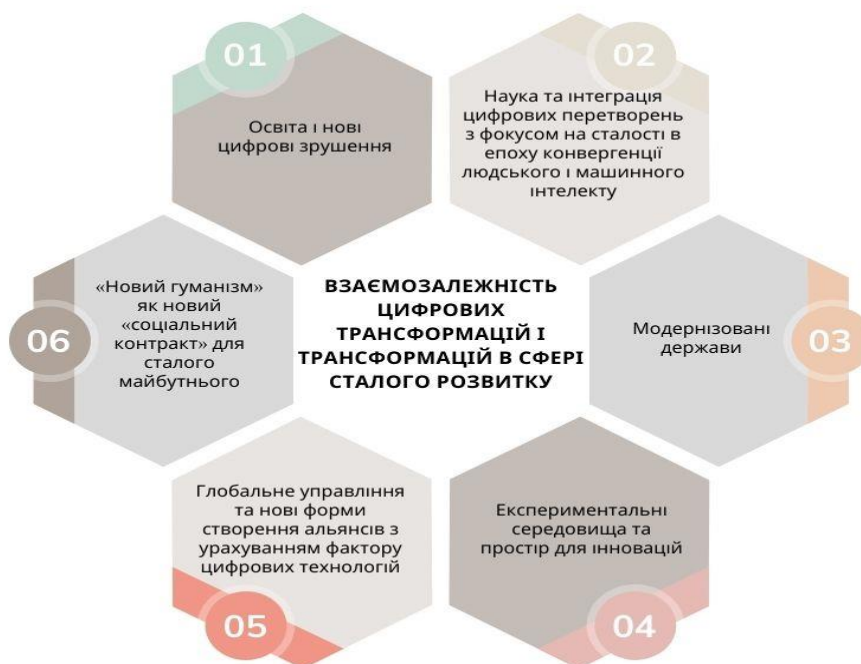 01
Освіта і нові
цифрові зрушення
02
Наука та інтеграція
цифрових перетворень
з фокусом на сталості в
епоху конвергенції
людського і машинного
інтелекту
ВЗАЄМОЗАЛЕЖНІСТЬ
ЦИФРОВИХ
ТРАНСФОРМАЦІЙ І
ТРАНСФОРМАЦІЙ В СФЕРІ
СТАЛОГО РОЗВИТКУ
03
Модернізовані
держави
04
Експериментальні
середовища та
простір для інновацій
05
Глобальне управління
та нові форми
створення альянсів з
урахуванням фактору
цифрових технологій
06
«Новий гуманізм»
як новий
«соціальний
контракт» для
сталого
майбутнього